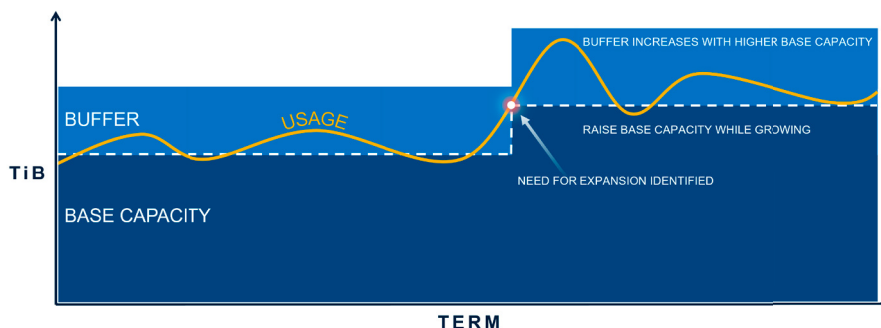 BUFFER INCREASES WITH HIGHER BASE CAPACITY
BUFFER
USAGE
RAISE BASE CAPACITY WHILE GROWING
TiB
NEED FOR EXPANSION IDENTIFIED
BASE CAPACITY
TERM